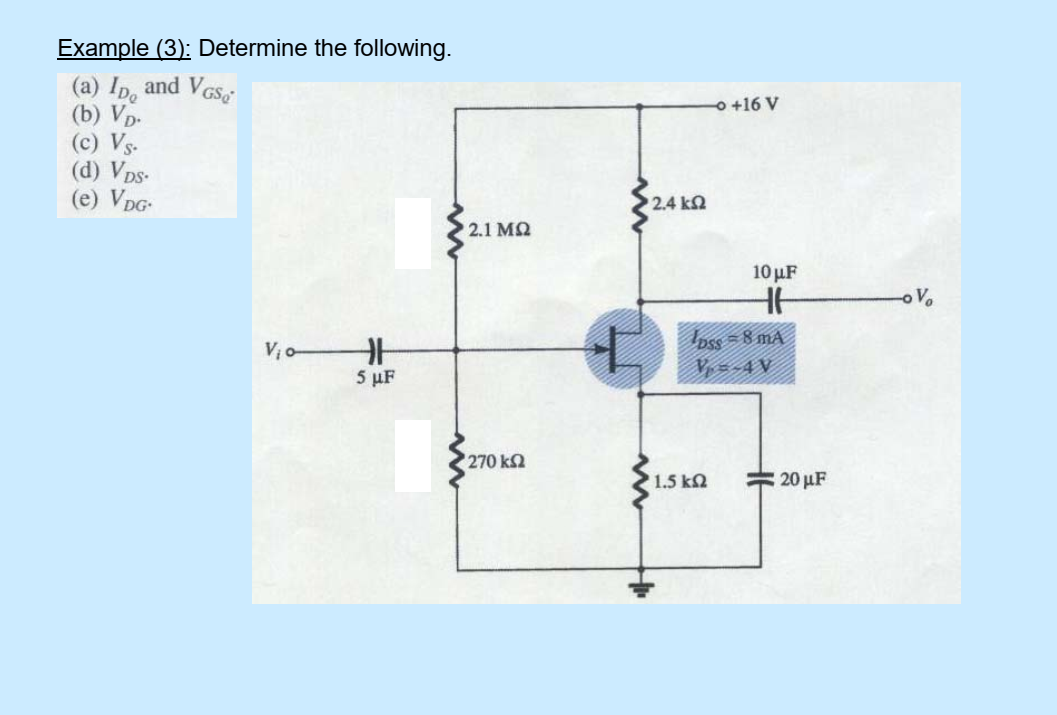 Example (3): Determine the following.
(a) I_DQ and V_GSQ.
(b) V_D.
(c) V_S.
(d) V_DS.
(e) V_DG.
+16 V
2.4 kΩ
2.1 MΩ
10 µF
V_o
I_DSS = 8 mA
V_i
V_P = -4 V
5 µF
270 kΩ
1.5 kΩ
20 µF